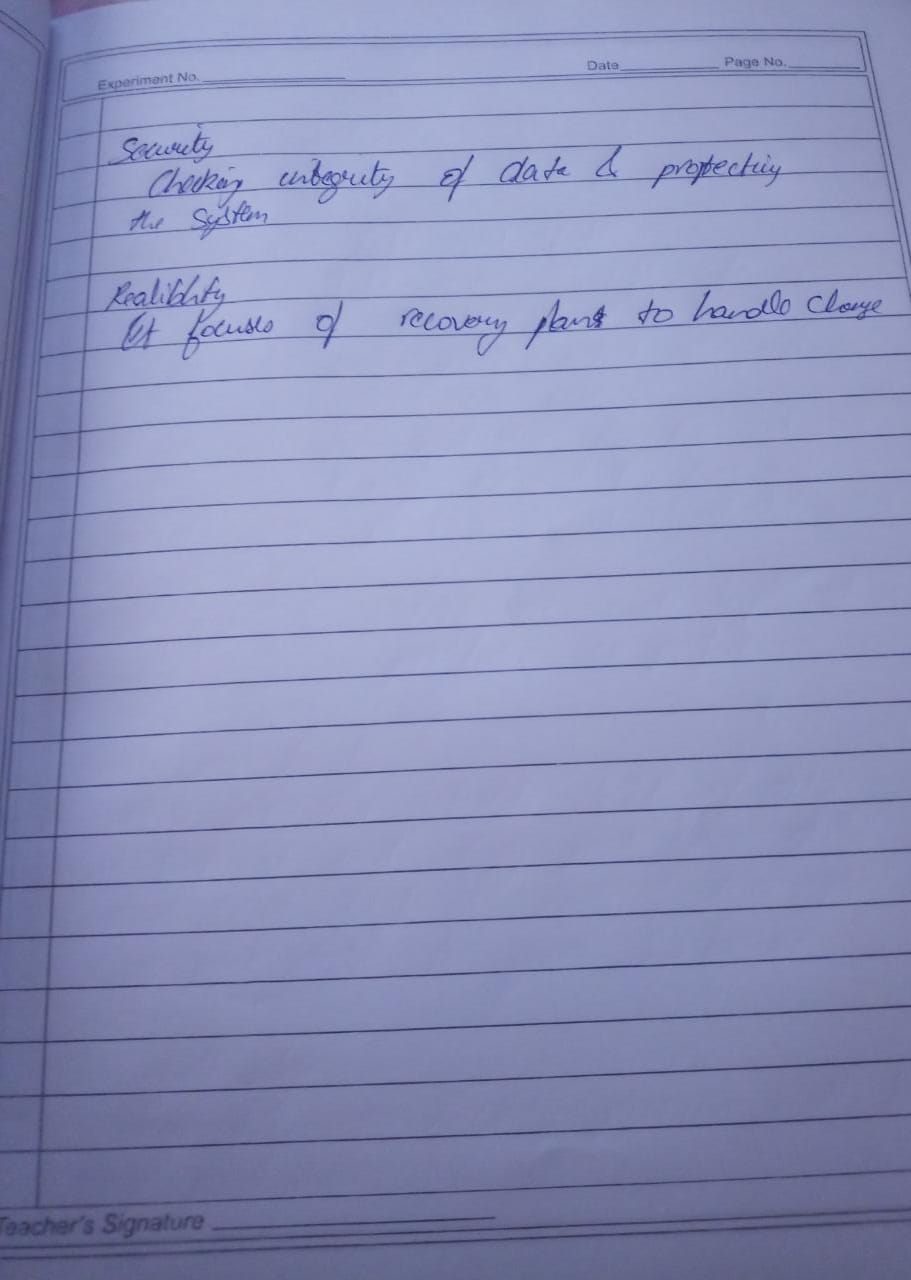 Experiment No.
Date
Page No.
Security
Checking integrity of data & protecting
the System
Realiblity
It focuses of recovery plans to handle change
Teacher's Signature